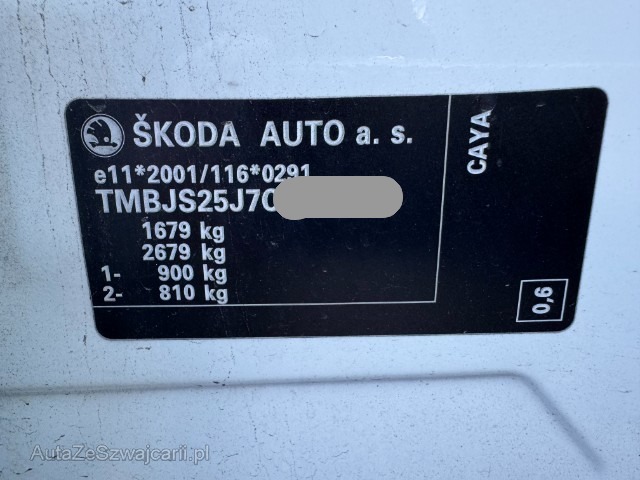 ŠKODA AUTO a. s.
e11*2001/116*0291
TMBJS25J7C
1679 kg
2679 kg
1- 900 kg
2- 810 kg
CAYA
0,6
AutaZeSzwajcarii.pl